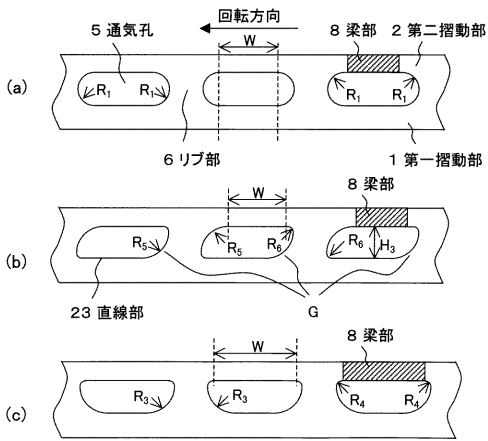 回転方向
5 通気孔
W
8 梁部
2 第二摺動部
(a)
R1 R1 R1 R1
6 リブ部
1 第一摺動部
8 梁部
W
(b)
R5 R5 R6 R6 H3
23 直線部
G
8 梁部
W
(c)
R3 R3 R4 R4